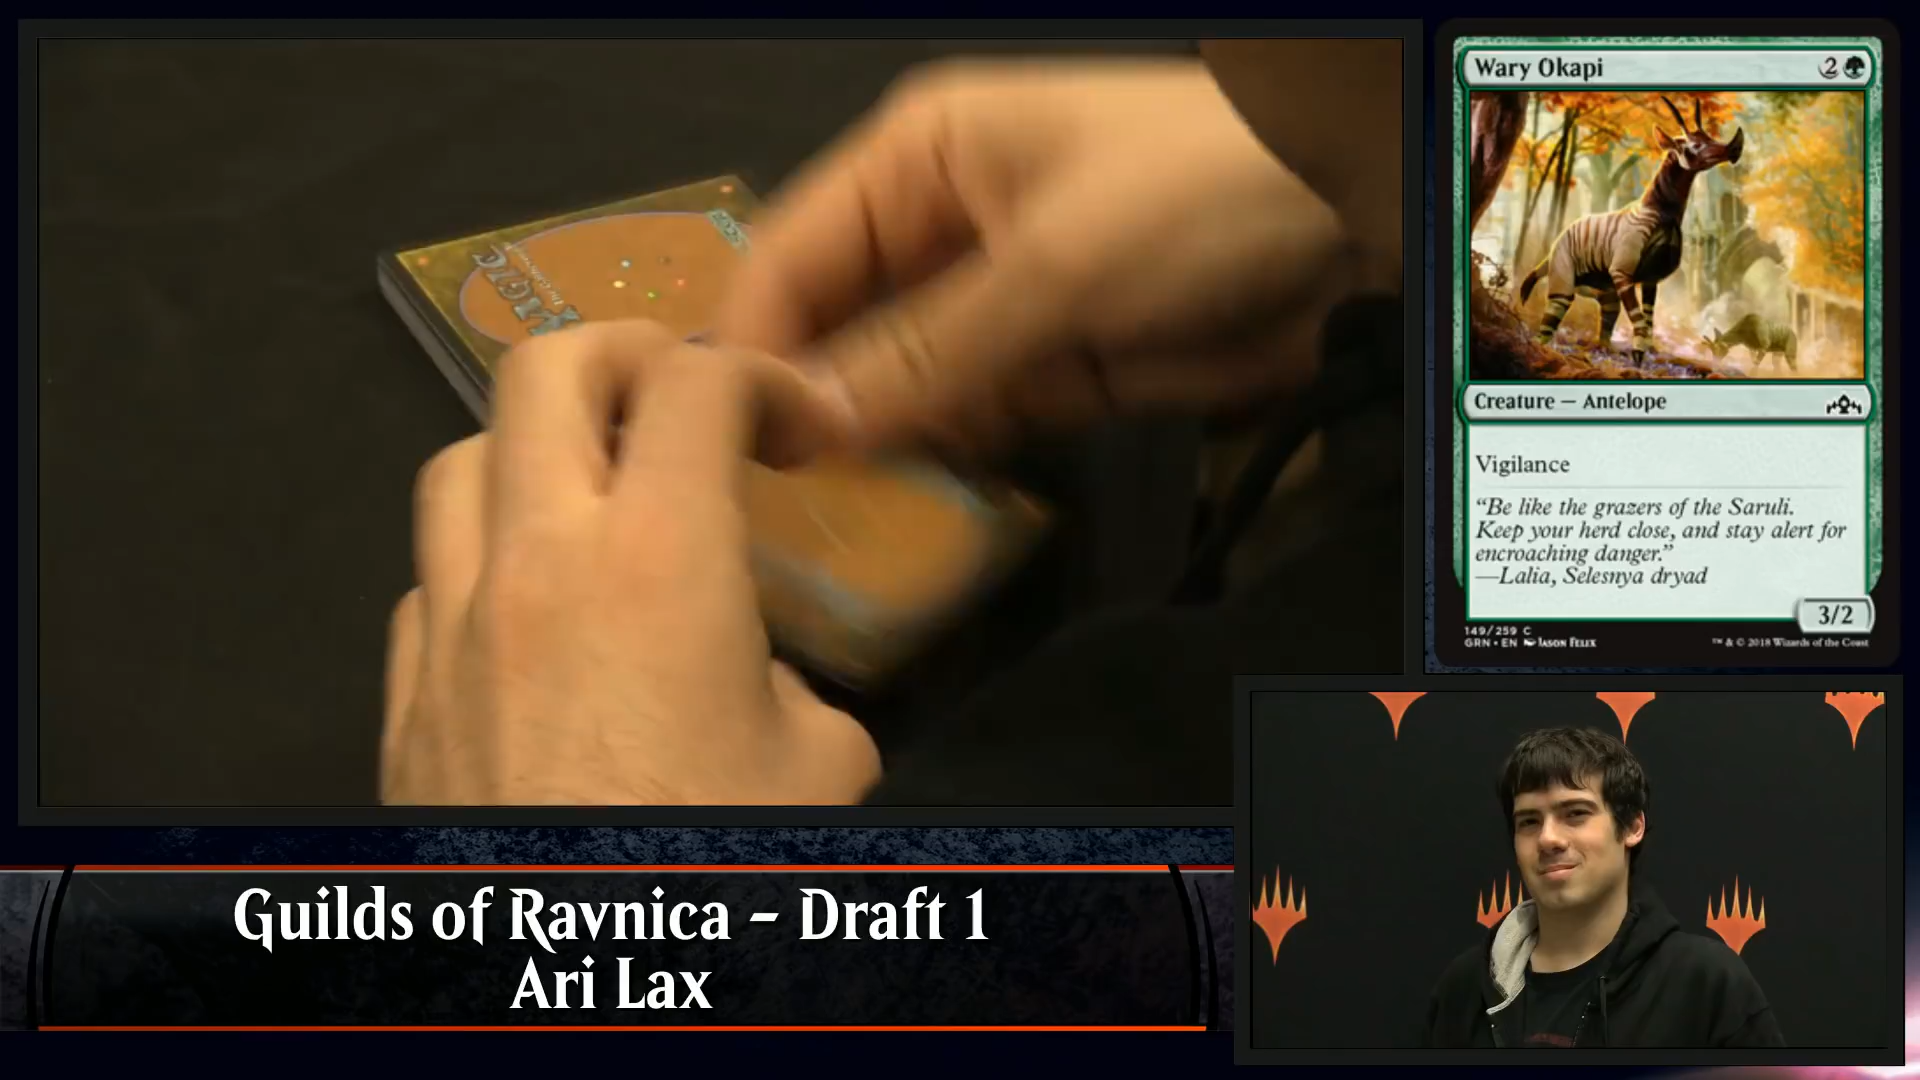 MAGIC
Wary Okapi
2
Creature — Antelope
Vigilance
“Be like the grazers of the Saruli.
Keep your herd close, and stay alert for
encroaching danger.”
—Lalia, Selesnya dryad
3/2
149/259 C
GRN • EN Jason Felix
™ & © 2018 Wizards of the Coast
Guilds of Ravnica – Draft 1
Ari Lax